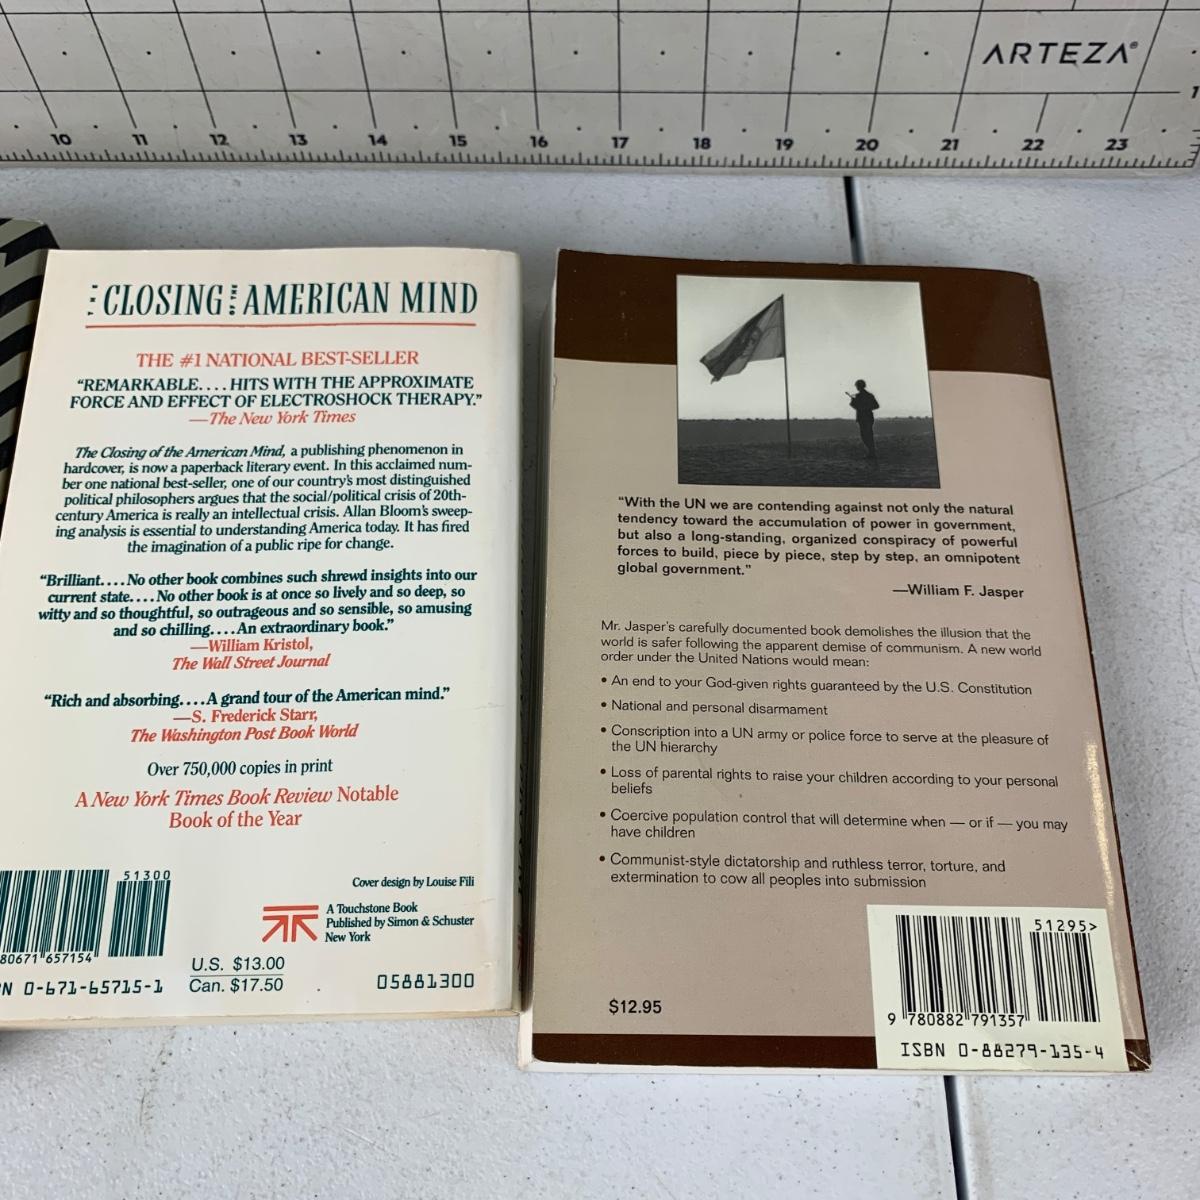 ARTEZA®
10 11 12 13 14 15 16 17 18 19 20 21 22 23
THE CLOSING OF THE AMERICAN MIND
THE #1 NATIONAL BEST-SELLER
“REMARKABLE.... HITS WITH THE APPROXIMATE
FORCE AND EFFECT OF ELECTROSHOCK THERAPY.”
—The New York Times
The Closing of the American Mind, a publishing phenomenon in
hardcover, is now a paperback literary event. In this acclaimed num-
ber one national best-seller, one of our country's most distinguished
political philosophers argues that the social/political crisis of 20th-
century America is really an intellectual crisis. Allan Bloom's sweep-
ing analysis is essential to understanding America today. It has fired
the imagination of a public ripe for change.
“Brilliant....No other book combines such shrewd insights into our
current state....No other book is at once so lively and so deep, so
witty and so thoughtful, so outrageous and so sensible, so amusing
and so chilling....An extraordinary book.”
—William Kristol,
The Wall Street Journal
“Rich and absorbing....A grand tour of the American mind.”
—S. Frederick Starr,
The Washington Post Book World
Over 750,000 copies in print
A New York Times Book Review Notable
Book of the Year
51300
Cover design by Louise Fili
A Touchstone Book
Published by Simon & Schuster
New York
80671 657154
N 0-671-65715-1
U.S. $13.00
Can. $17.50
05881300
“With the UN we are contending against not only the natural
tendency toward the accumulation of power in government,
but also a long-standing, organized conspiracy of powerful
forces to build, piece by piece, step by step, an omnipotent
global government.”
—William F. Jasper
Mr. Jasper's carefully documented book demolishes the illusion that the
world is safer following the apparent demise of communism. A new world
order under the United Nations would mean:
• An end to your God-given rights guaranteed by the U.S. Constitution
• National and personal disarmament
• Conscription into a UN army or police force to serve at the pleasure of
the UN hierarchy
• Loss of parental rights to raise your children according to your personal
beliefs
• Coercive population control that will determine when — or if — you may
have children
• Communist-style dictatorship and ruthless terror, torture, and
extermination to cow all peoples into submission
$12.95
51295>
9 780882 791357
ISBN 0-88279-135-4